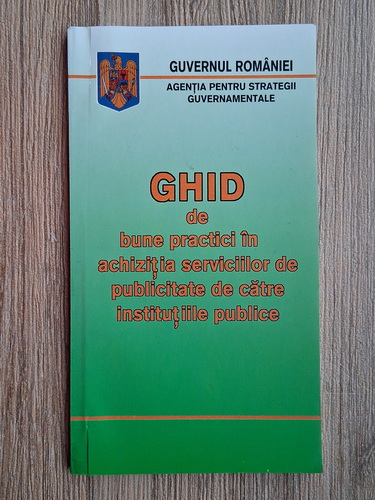 GUVERNUL ROMÂNIEI
AGENȚIA PENTRU STRATEGII
GUVERNAMENTALE
GHID
de
bune practici în
achiziția serviciilor de
publicitate de către
instituțiile publice